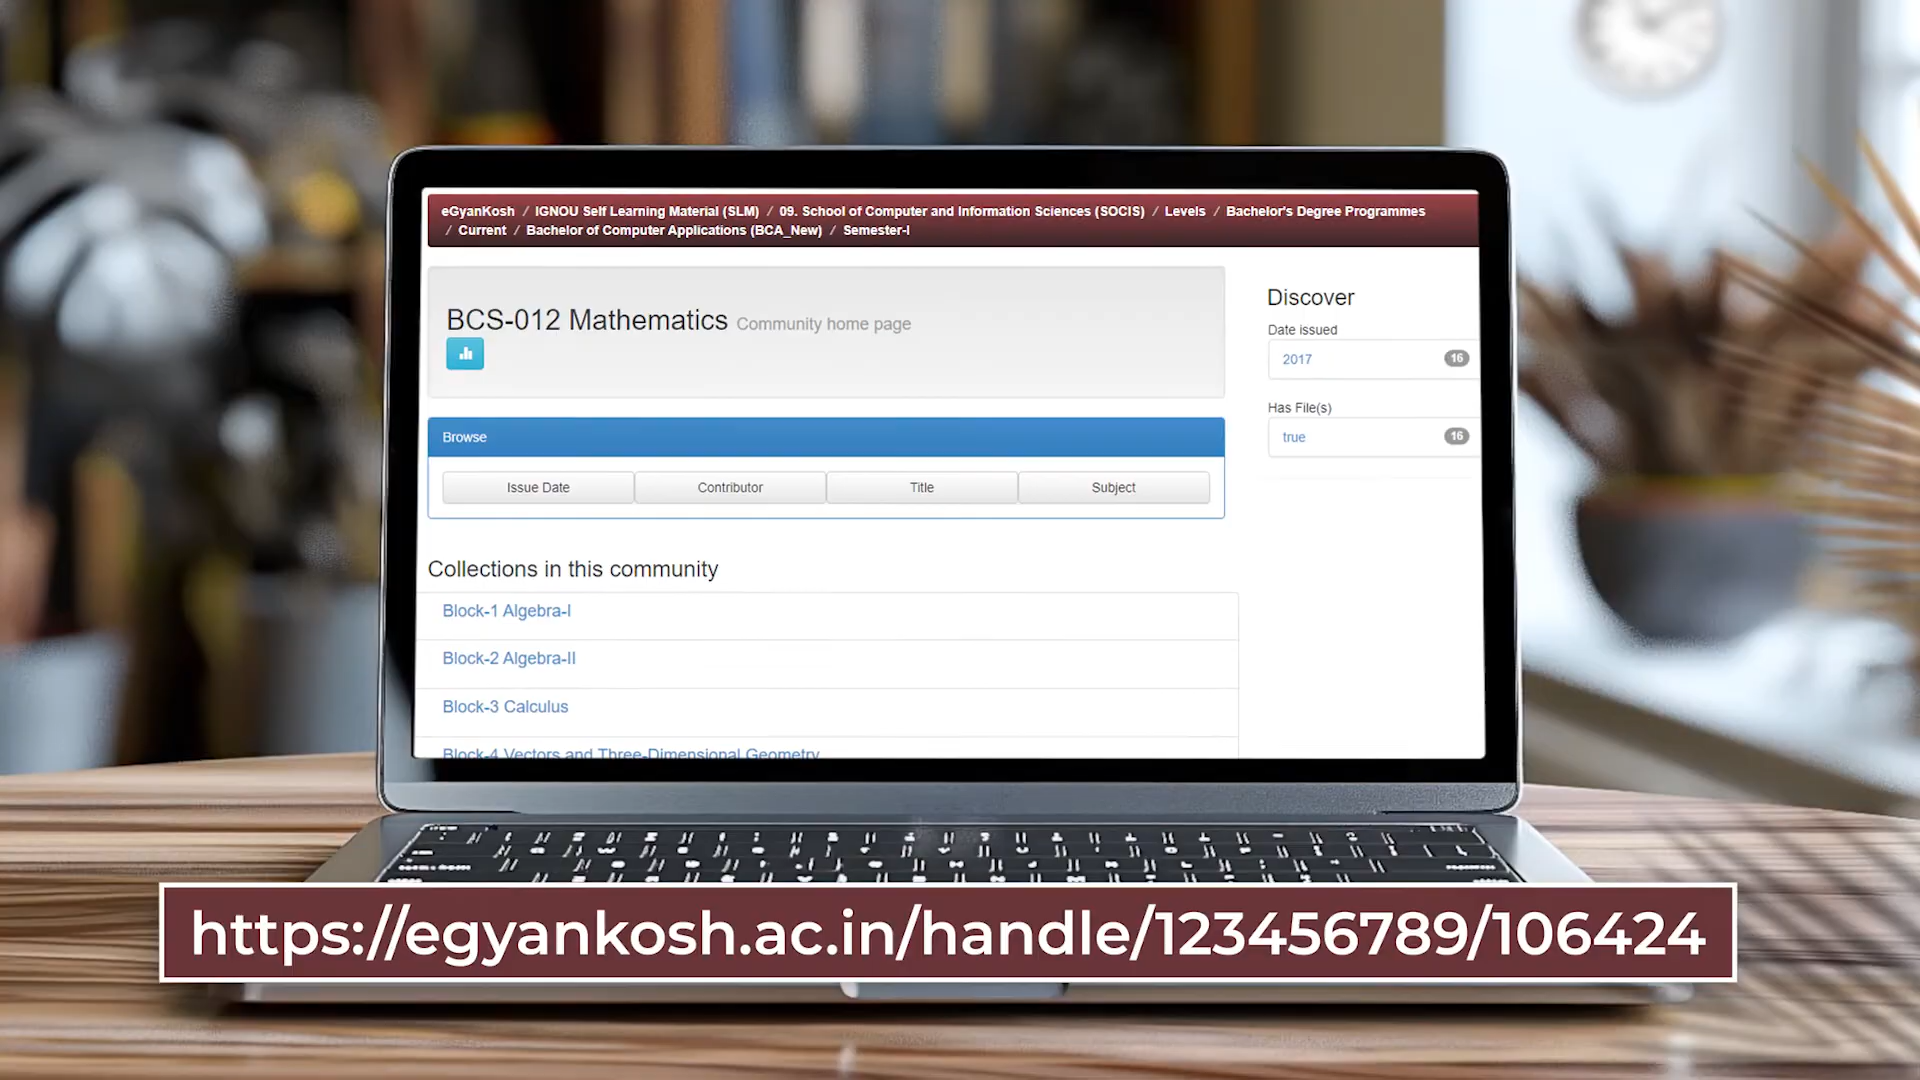 eGyanKosh / IGNOU Self Learning Material (SLM) / 09. School of Computer and Information Sciences (SOCIS) / Levels / Bachelor's Degree Programmes
/ Current / Bachelor of Computer Applications (BCA_New) / Semester-I
BCS-012 Mathematics Community home page
Browse
Issue Date Contributor Title Subject
Collections in this community
Block-1 Algebra-I
Block-2 Algebra-II
Block-3 Calculus
Block-4 Vectors and Three-Dimensional Geometry
Discover
Date issued
2017 16
Has File(s)
true 16
https://egyankosh.ac.in/handle/123456789/106424